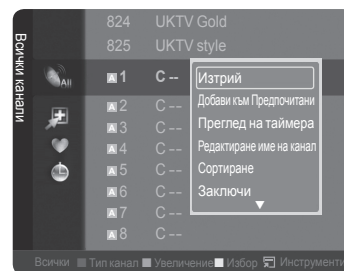 Всички канали
824 UKTV Gold
825 UKTV style
All
A 1 C --
A 2 C --
A 3 C --
A 4 C --
A 5 C --
A 6 C --
A 7 C --
A 8 C --
Изтрий
Добави към Предпочитани
Преглед на таймера
Редактиране име на канал
Сортиране
Заключи
Всички Тип канал Увеличение Избор Инструменти